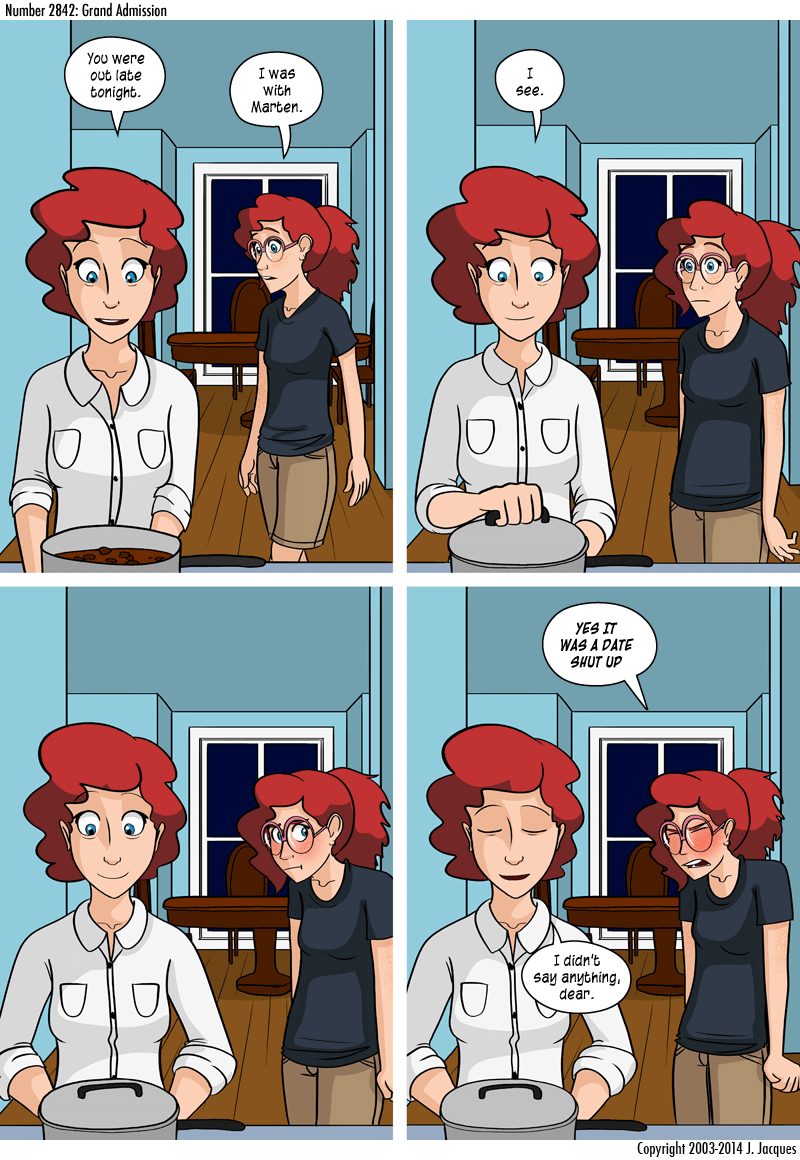 Number 2842: Grand Admission
You were
out late
tonight.
I was
with
Marten.
I
see.
YES IT
WAS A DATE
SHUT UP
I didn't
say anything,
dear.
Copyright 2003-2014 J. Jacques